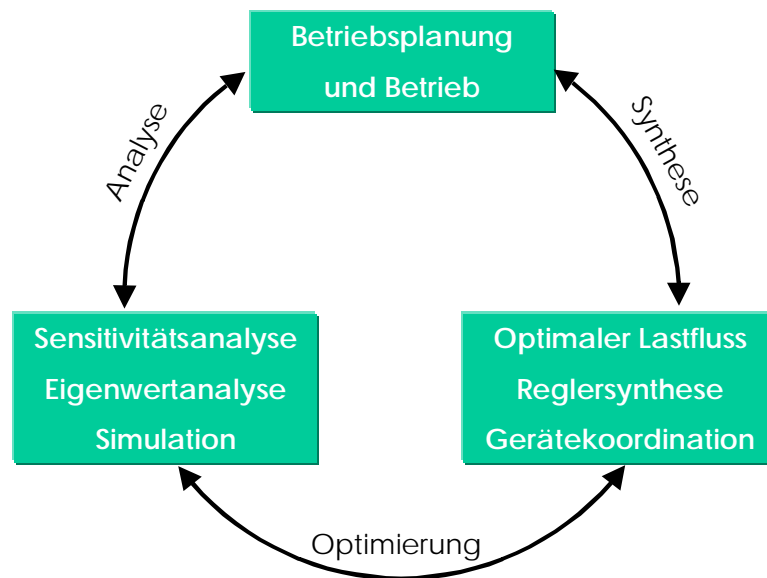 Betriebsplanung
und Betrieb
Analyse
Synthese
Sensitivitätsanalyse
Eigenwertanalyse
Simulation
Optimaler Lastfluss
Reglersynthese
Gerätekoordination
Optimierung